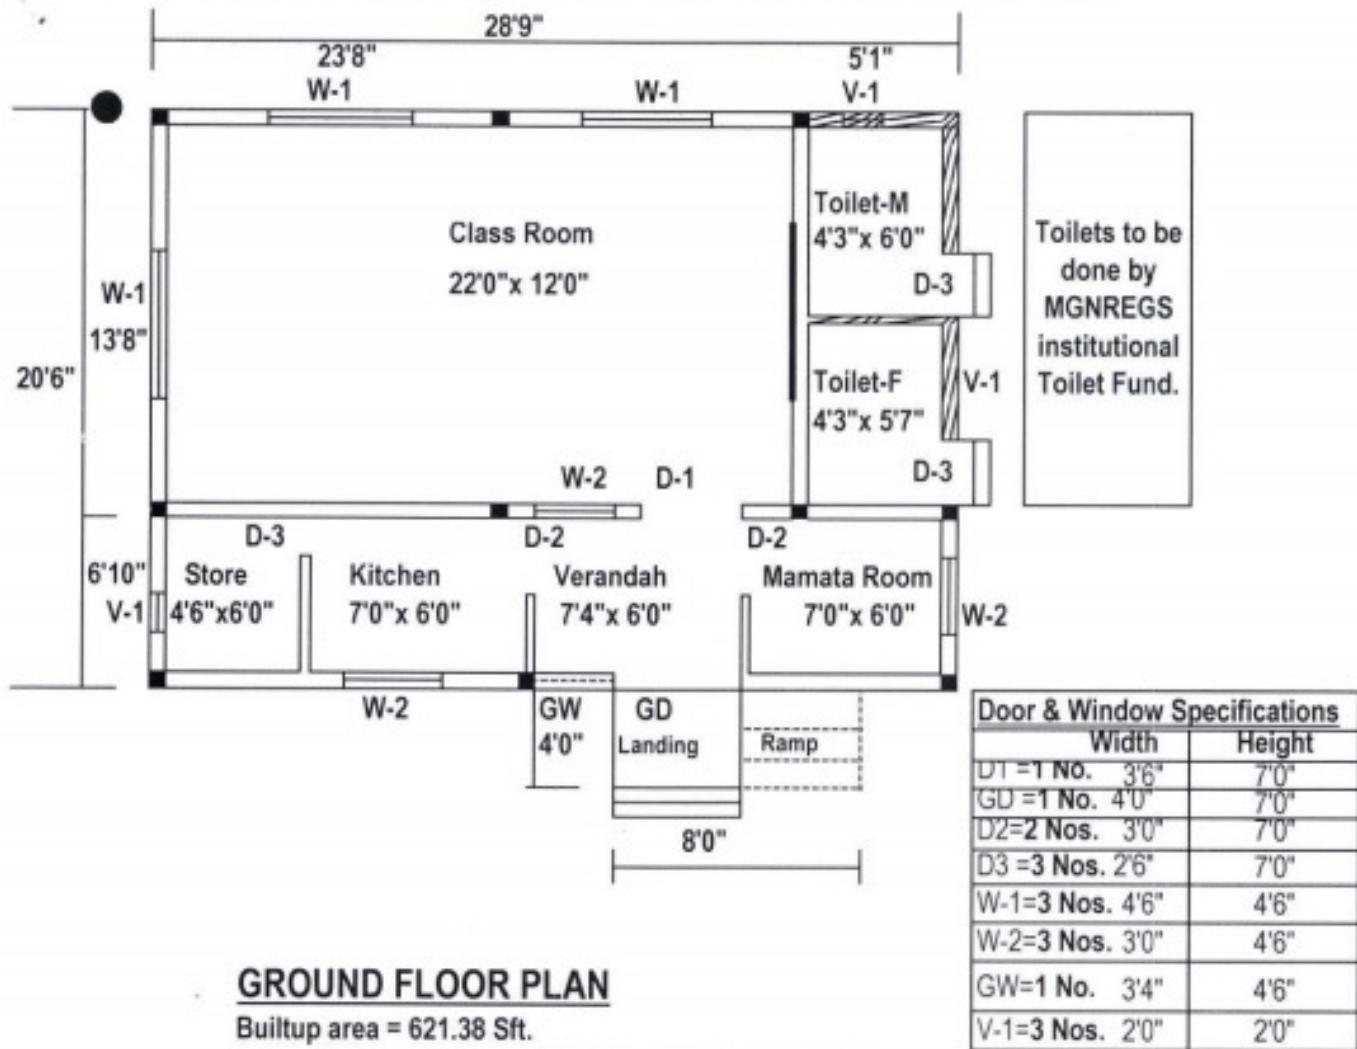 28'9"
23'8"
5'1"
W-1
W-1
V-1
Class Room
22'0"x 12'0"
Toilet-M
4'3"x 6'0"
D-3
Toilets to be
done by
MGNREGS
institutional
Toilet Fund.
W-1
13'8"
20'6"
Toilet-F
4'3"x 5'7"
V-1
D-3
W-2
D-1
D-3
D-2
D-2
6'10"
V-1
Store
4'6"x6'0"
Kitchen
7'0"x 6'0"
Verandah
7'4"x 6'0"
Mamata Room
7'0"x 6'0"
W-2
W-2
GW
4'0"
GD
Landing
Ramp
8'0"
Door & Window Specifications
Width Height
D1 =1 No. 3'6" 7'0"
GD =1 No. 4'0" 7'0"
D2=2 Nos. 3'0" 7'0"
D3 =3 Nos. 2'6" 7'0"
W-1=3 Nos. 4'6" 4'6"
W-2=3 Nos. 3'0" 4'6"
GW=1 No. 3'4" 4'6"
V-1=3 Nos. 2'0" 2'0"
GROUND FLOOR PLAN
Builtup area = 621.38 Sft.